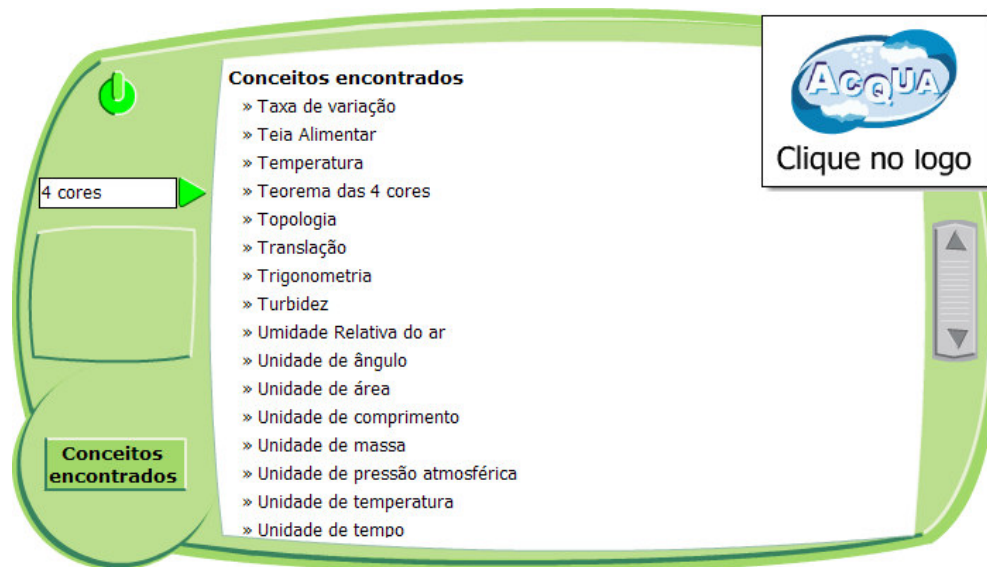 Conceitos encontrados
» Taxa de variação
» Teia Alimentar
» Temperatura
» Teorema das 4 cores
» Topologia
» Translação
» Trigonometria
» Turbidez
» Umidade Relativa do ar
» Unidade de ângulo
» Unidade de área
» Unidade de comprimento
» Unidade de massa
» Unidade de pressão atmosférica
» Unidade de temperatura
» Unidade de tempo
4 cores
Conceitos
encontrados
ACQUA
Clique no logo